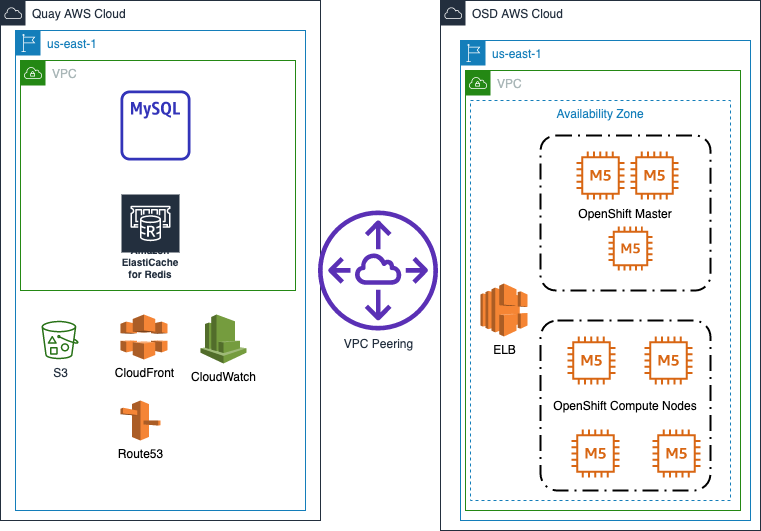 Quay AWS Cloud
us-east-1
VPC
MySQL
R
Amazon
ElastiCache
for Redis
S3
CloudFront
CloudWatch
Route53
VPC Peering
OSD AWS Cloud
us-east-1
VPC
Availability Zone
M5
M5
OpenShift Master
M5
ELB
M5
M5
OpenShift Compute Nodes
M5
M5